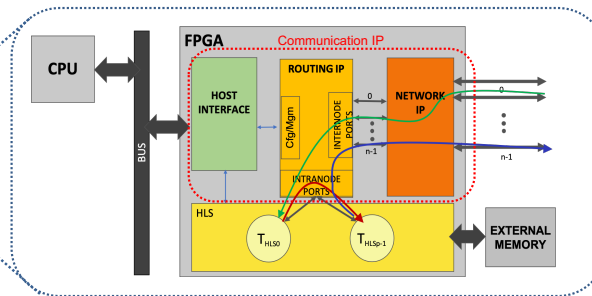 FPGA
Communication IP
CPU
BUS
HOST
INTERFACE
ROUTING IP
Cfg/Mgm
INTERNODE
PORTS
INTRANODE
PORTS
0
n-1
NETWORK
IP
0
n-1
HLS
THLS0
THLSp-1
EXTERNAL
MEMORY